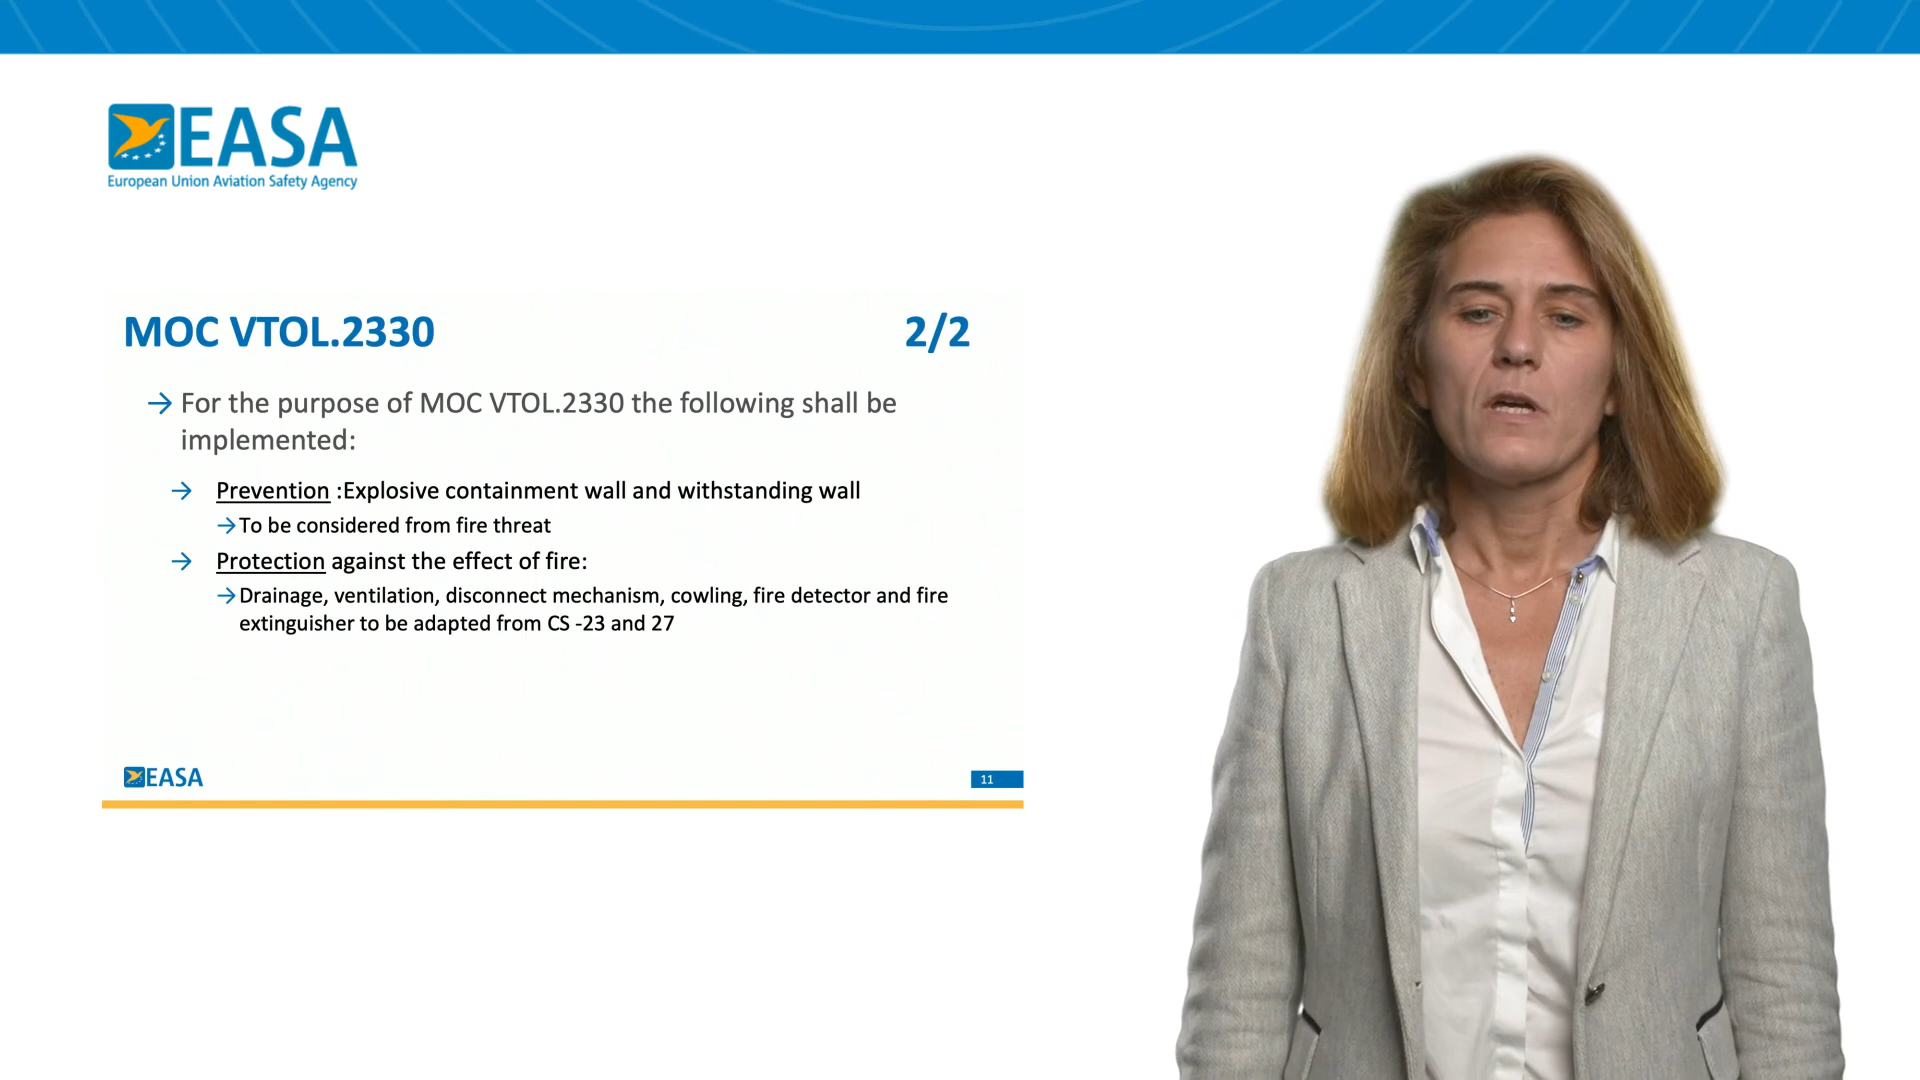 EASA
European Union Aviation Safety Agency
MOC VTOL.2330 2/2
→ For the purpose of MOC VTOL.2330 the following shall be
implemented:
→ Prevention :Explosive containment wall and withstanding wall
→ To be considered from fire threat
→ Protection against the effect of fire:
→ Drainage, ventilation, disconnect mechanism, cowling, fire detector and fire
extinguisher to be adapted from CS -23 and 27
EASA
11